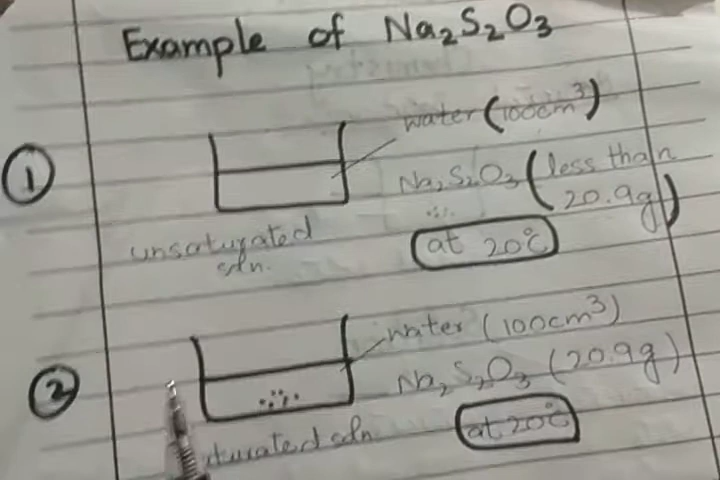 Example of Na₂S₂O₃
①
water (100cm³)
Na₂S₂O₃ (less than
20.9g)
unsaturated
soln.
at 20°C
②
water (100cm³)
Na₂S₂O₃ (20.9g)
at 20°C
turated soln.